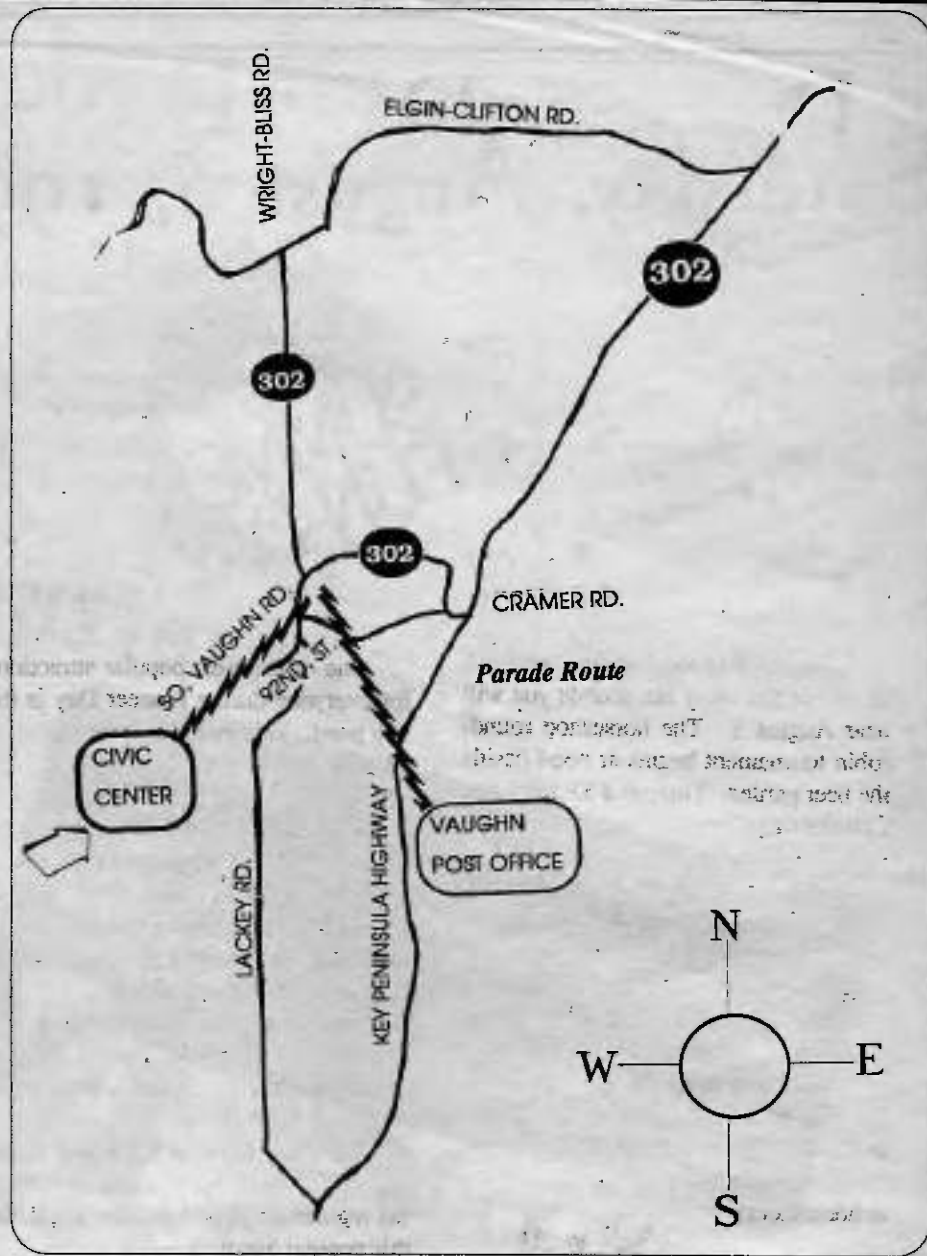 WRIGHT-BLISS RD.
ELGIN-CLIFTON RD.
302
302
302
CRAMER RD.
SO. VAUGHN RD.
92ND. ST
Parade Route
CIVIC
CENTER
VAUGHN
POST OFFICE
LACKEY RD.
KEY PENINSULA HIGHWAY
N
W
E
S